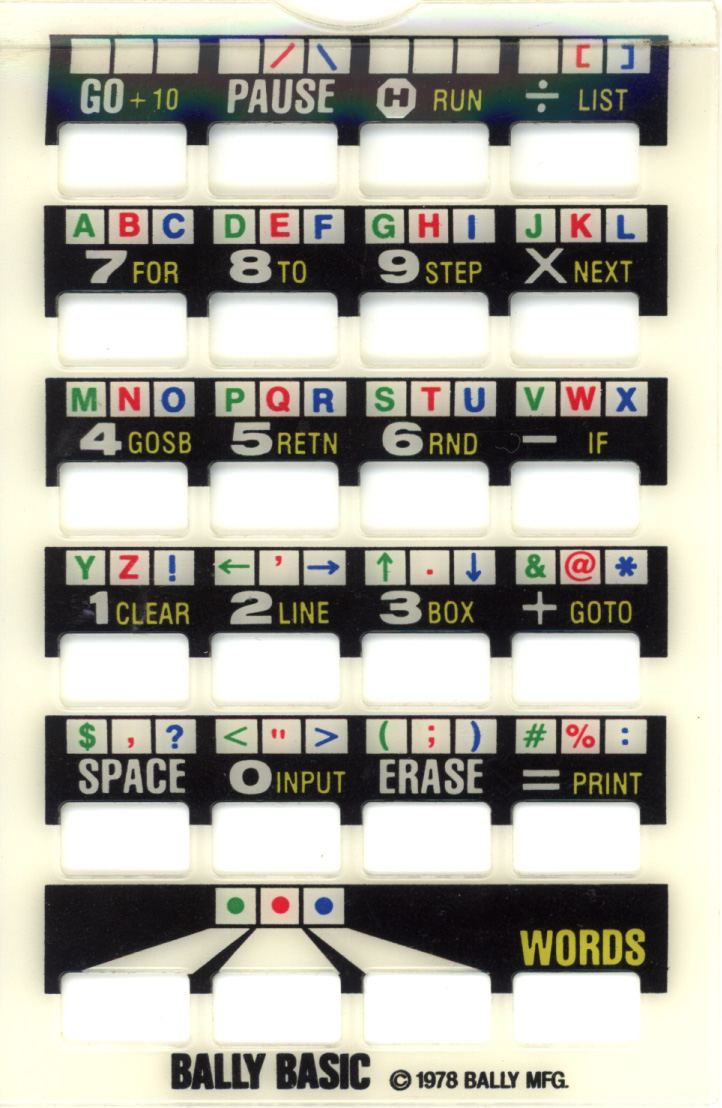 / \ [ ]
GO +10 PAUSE H RUN ÷ LIST
A B C D E F G H I J K L
7 FOR 8 TO 9 STEP X NEXT
M N O P Q R S T U V W X
4 GOSB 5 RETN 6 RND − IF
Y Z ! ← ' → ↑ . ↓ & @ *
1 CLEAR 2 LINE 3 BOX + GOTO
$ , ? < " > ( ; ) # % :
SPACE 0 INPUT ERASE = PRINT
WORDS
BALLY BASIC © 1978 BALLY MFG.